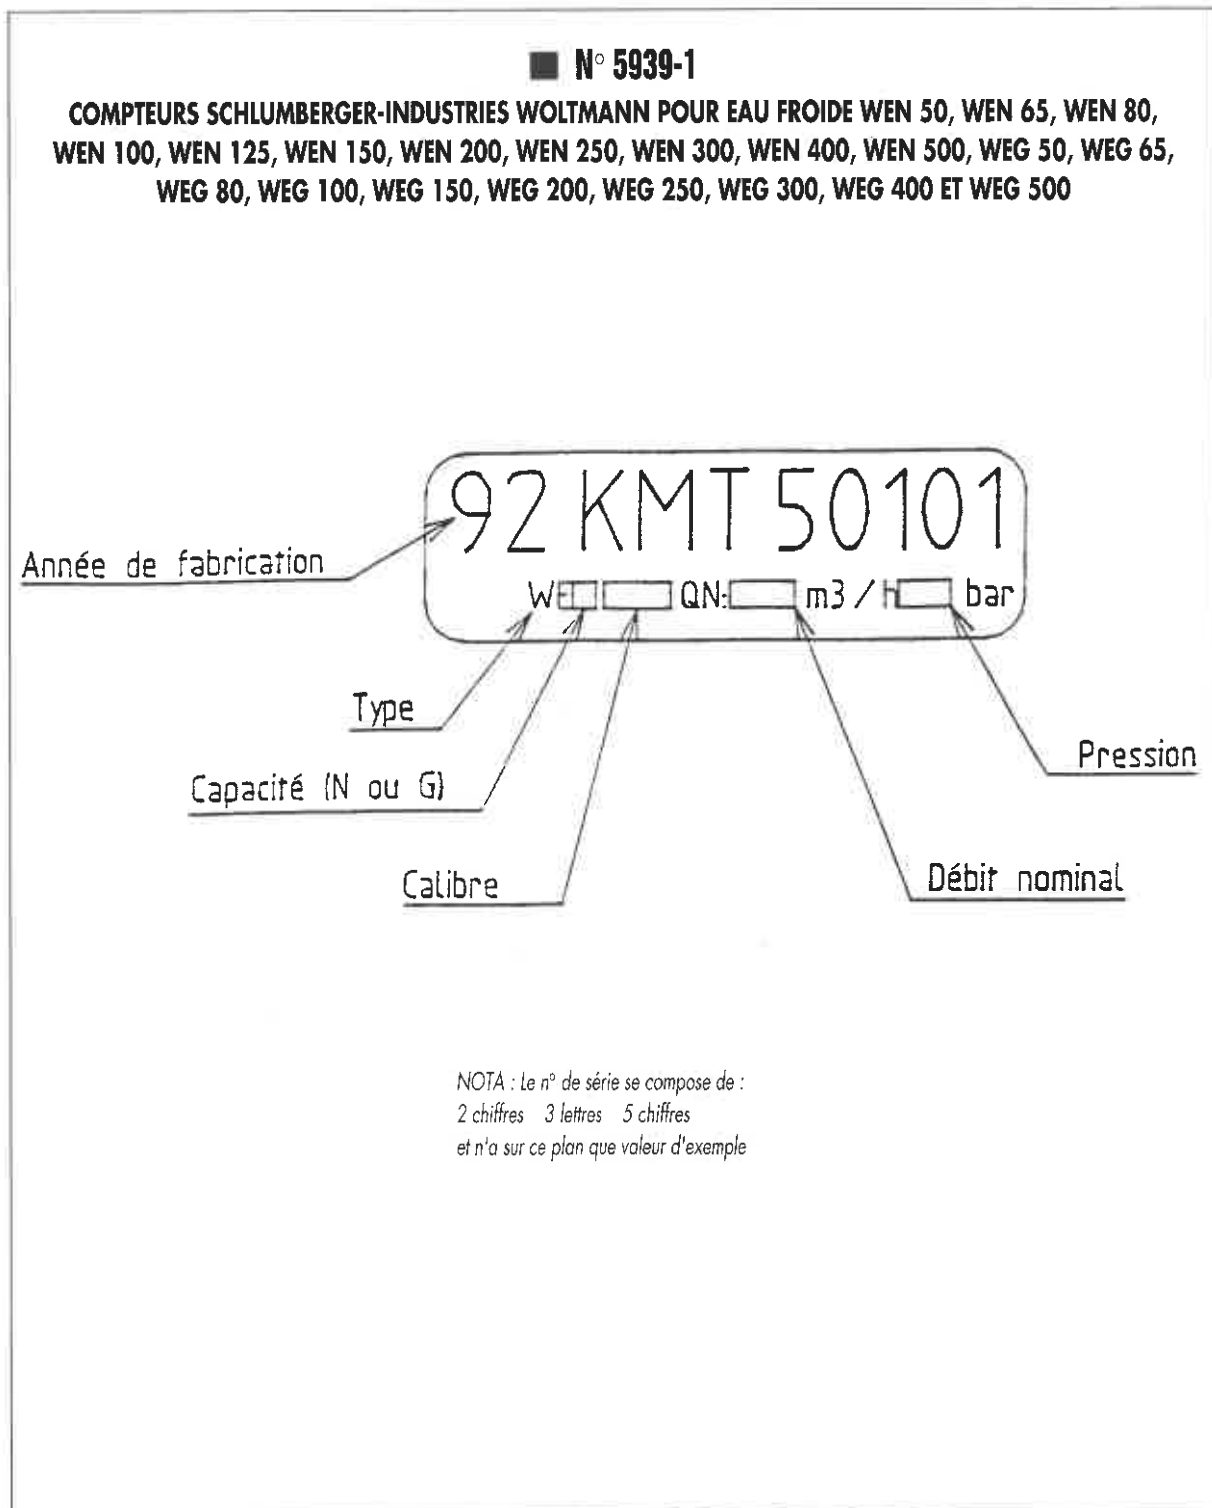 ■ N° 5939-1
COMPTEURS SCHLUMBERGER-INDUSTRIES WOLTMANN POUR EAU FROIDE WEN 50, WEN 65, WEN 80,
WEN 100, WEN 125, WEN 150, WEN 200, WEN 250, WEN 300, WEN 400, WEN 500, WEG 50, WEG 65,
WEG 80, WEG 100, WEG 150, WEG 200, WEG 250, WEG 300, WEG 400 ET WEG 500
92 KMT 50101
Année de fabrication
WE QN: m3 / h bar
Type
Pression
Capacité (N ou G)
Calibre
Débit nominal
NOTA : Le n° de série se compose de :
2 chiffres 3 lettres 5 chiffres
et n'a sur ce plan que valeur d'exemple